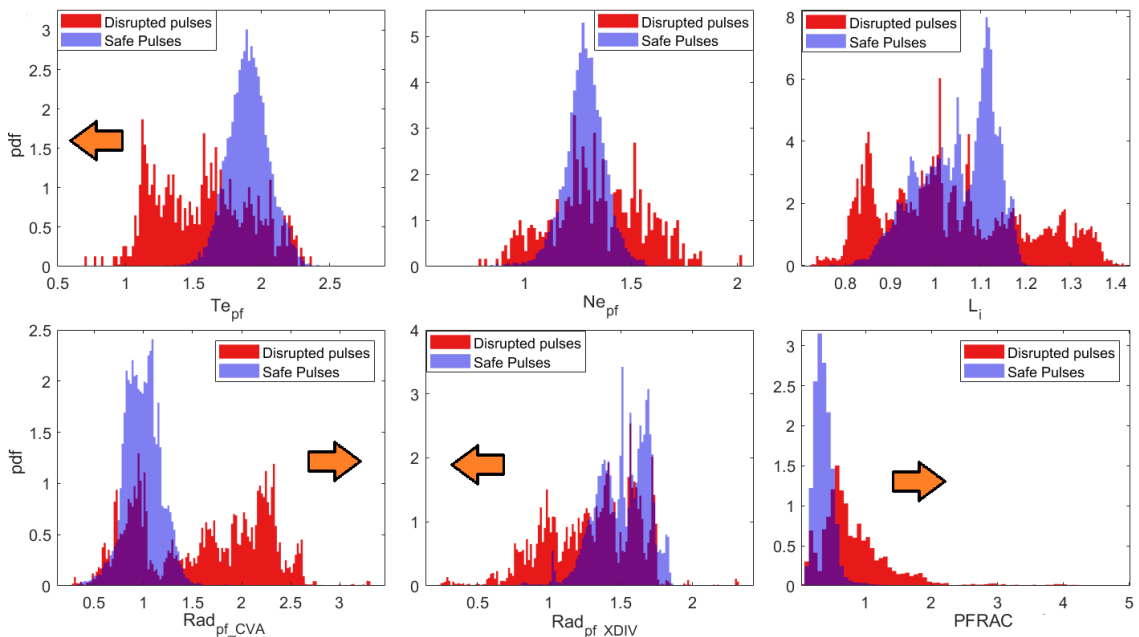 Disrupted pulses
Safe Pulses
pdf
3
2.5
2
1.5
1
0.5
0
0.5 1 1.5 2 2.5
Te_pf
Disrupted pulses
Safe Pulses
5
4
3
2
1
0
1 1.5 2
Ne_pf
Disrupted pulses
Safe Pulses
8
6
4
2
0
0.8 0.9 1 1.1 1.2 1.3 1.4
L_i
Disrupted pulses
Safe Pulses
pdf
2.5
2
1.5
1
0.5
0
0.5 1 1.5 2 2.5 3
Rad_pf_CVA
Disrupted pulses
Safe Pulses
4
3
2
1
0
0.5 1 1.5 2
Rad_pf_XDIV
Disrupted pulses
Safe Pulses
3
2.5
2
1.5
1
0.5
0
1 2 3 4 5
PFRAC